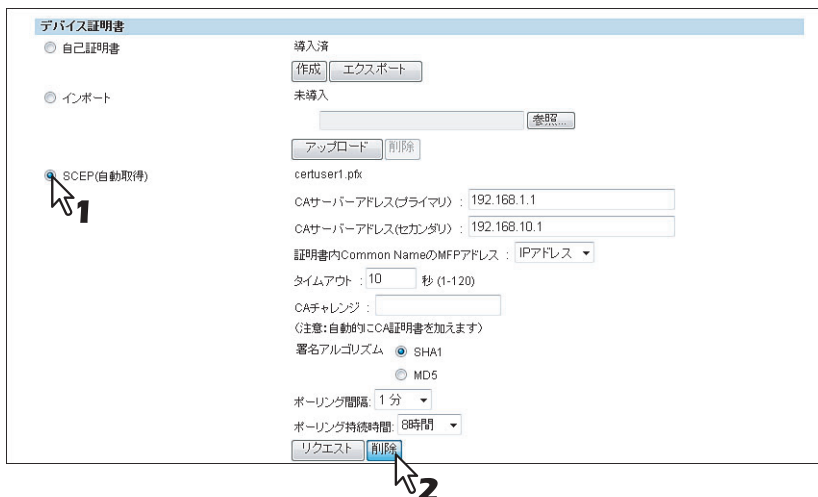 デバイス証明書
自己証明書 導入済
作成 エクスポート
インポート 未導入
参照...
アップロード 削除
SCEP(自動取得) certuser1.pfx
1
CAサーバーアドレス(プライマリ) : 192.168.1.1
CAサーバーアドレス(セカンダリ) : 192.168.10.1
証明書内Common NameのMFPアドレス : IPアドレス
タイムアウト : 10 秒 (1-120)
CAチャレンジ :
(注意:自動的にCA証明書を加えます)
署名アルゴリズム SHA1
MD5
ポーリング間隔: 1 分
ポーリング持続時間: 8時間
リクエスト 削除
2